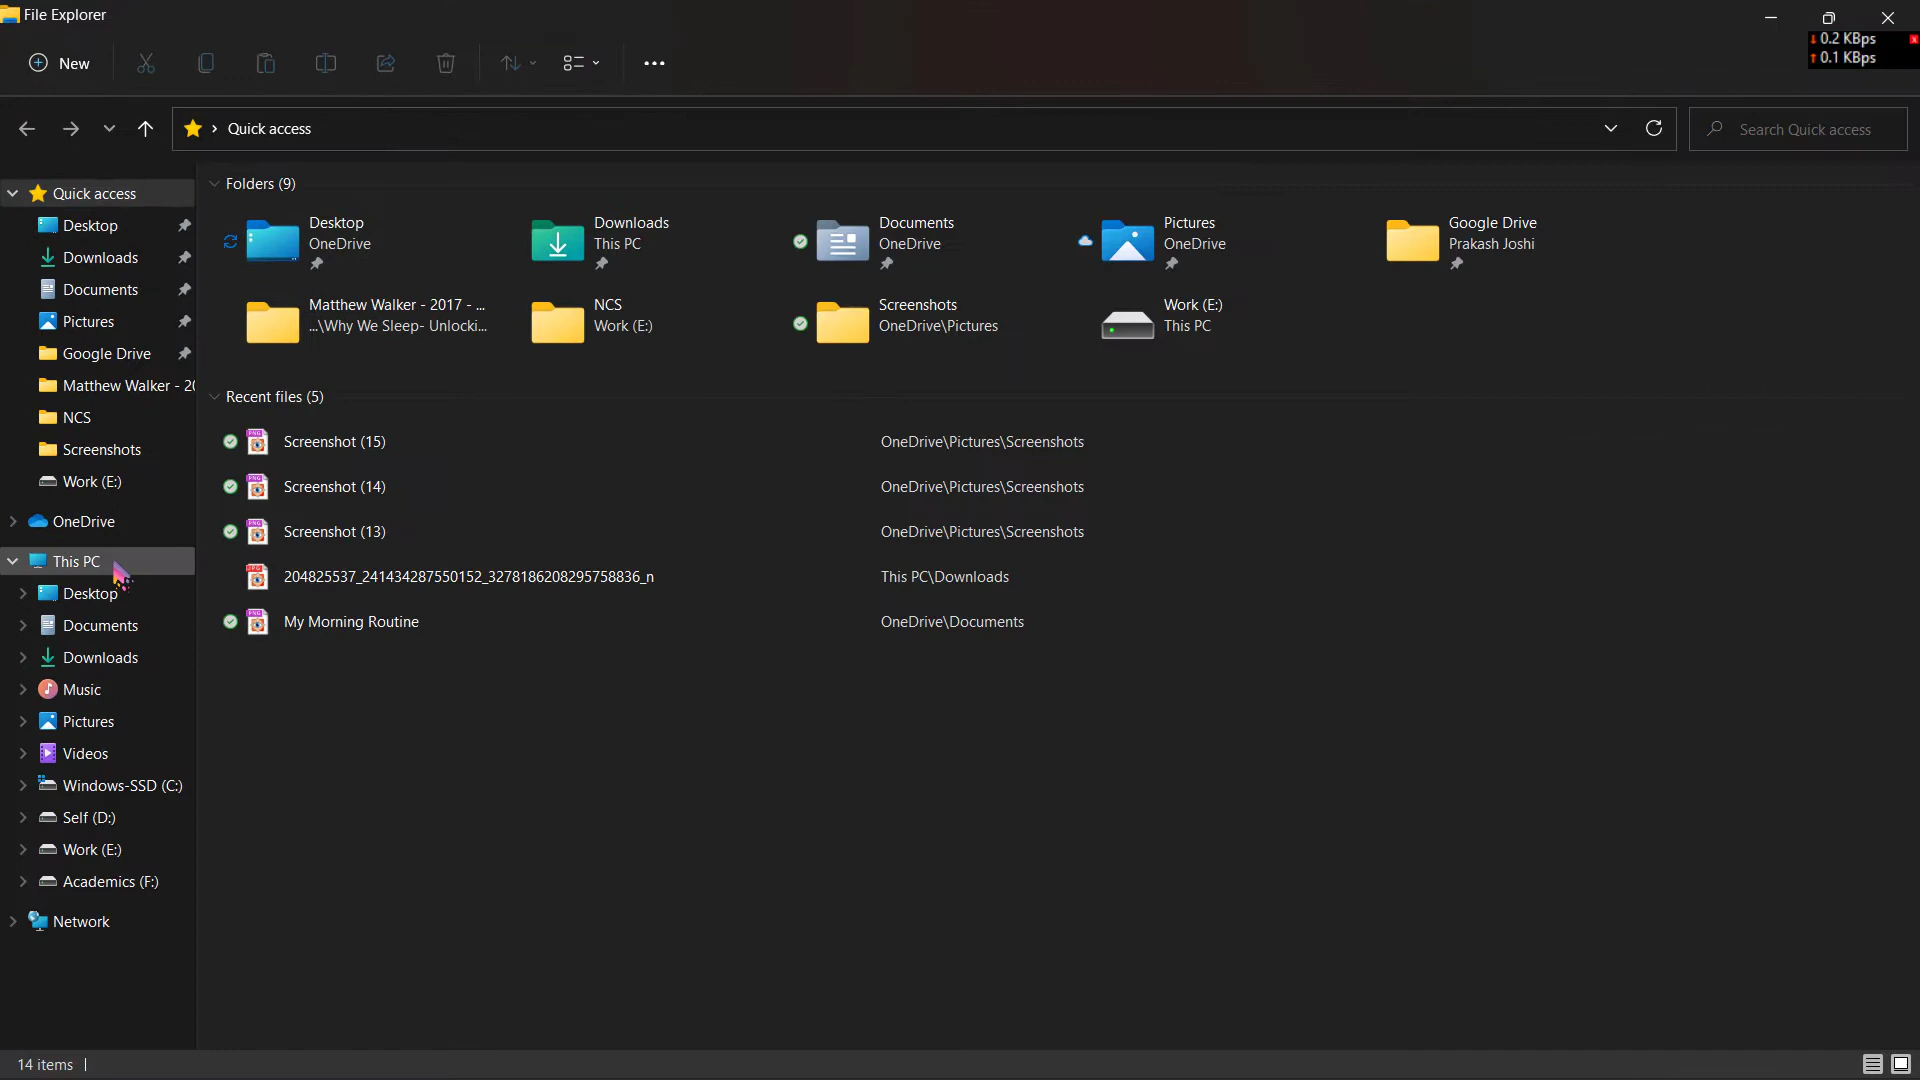 File Explorer
0.2 KBps
0.1 KBps
New
Quick access
Search Quick access
Quick access
Desktop
Downloads
Documents
Pictures
Google Drive
Matthew Walker - 20
NCS
Screenshots
Work (E:)
OneDrive
This PC
Desktop
Documents
Downloads
Music
Pictures
Videos
Windows-SSD (C:)
Self (D:)
Work (E:)
Academics (F:)
Network
Folders (9)
Desktop
OneDrive
Downloads
This PC
Documents
OneDrive
Pictures
OneDrive
Google Drive
Prakash Joshi
Matthew Walker - 2017 - ...
...\Why We Sleep- Unlocki...
NCS
Work (E:)
Screenshots
OneDrive\Pictures
Work (E:)
This PC
Recent files (5)
Screenshot (15) OneDrive\Pictures\Screenshots
Screenshot (14) OneDrive\Pictures\Screenshots
Screenshot (13) OneDrive\Pictures\Screenshots
204825537_241434287550152_3278186208295758836_n This PC\Downloads
My Morning Routine OneDrive\Documents
14 items